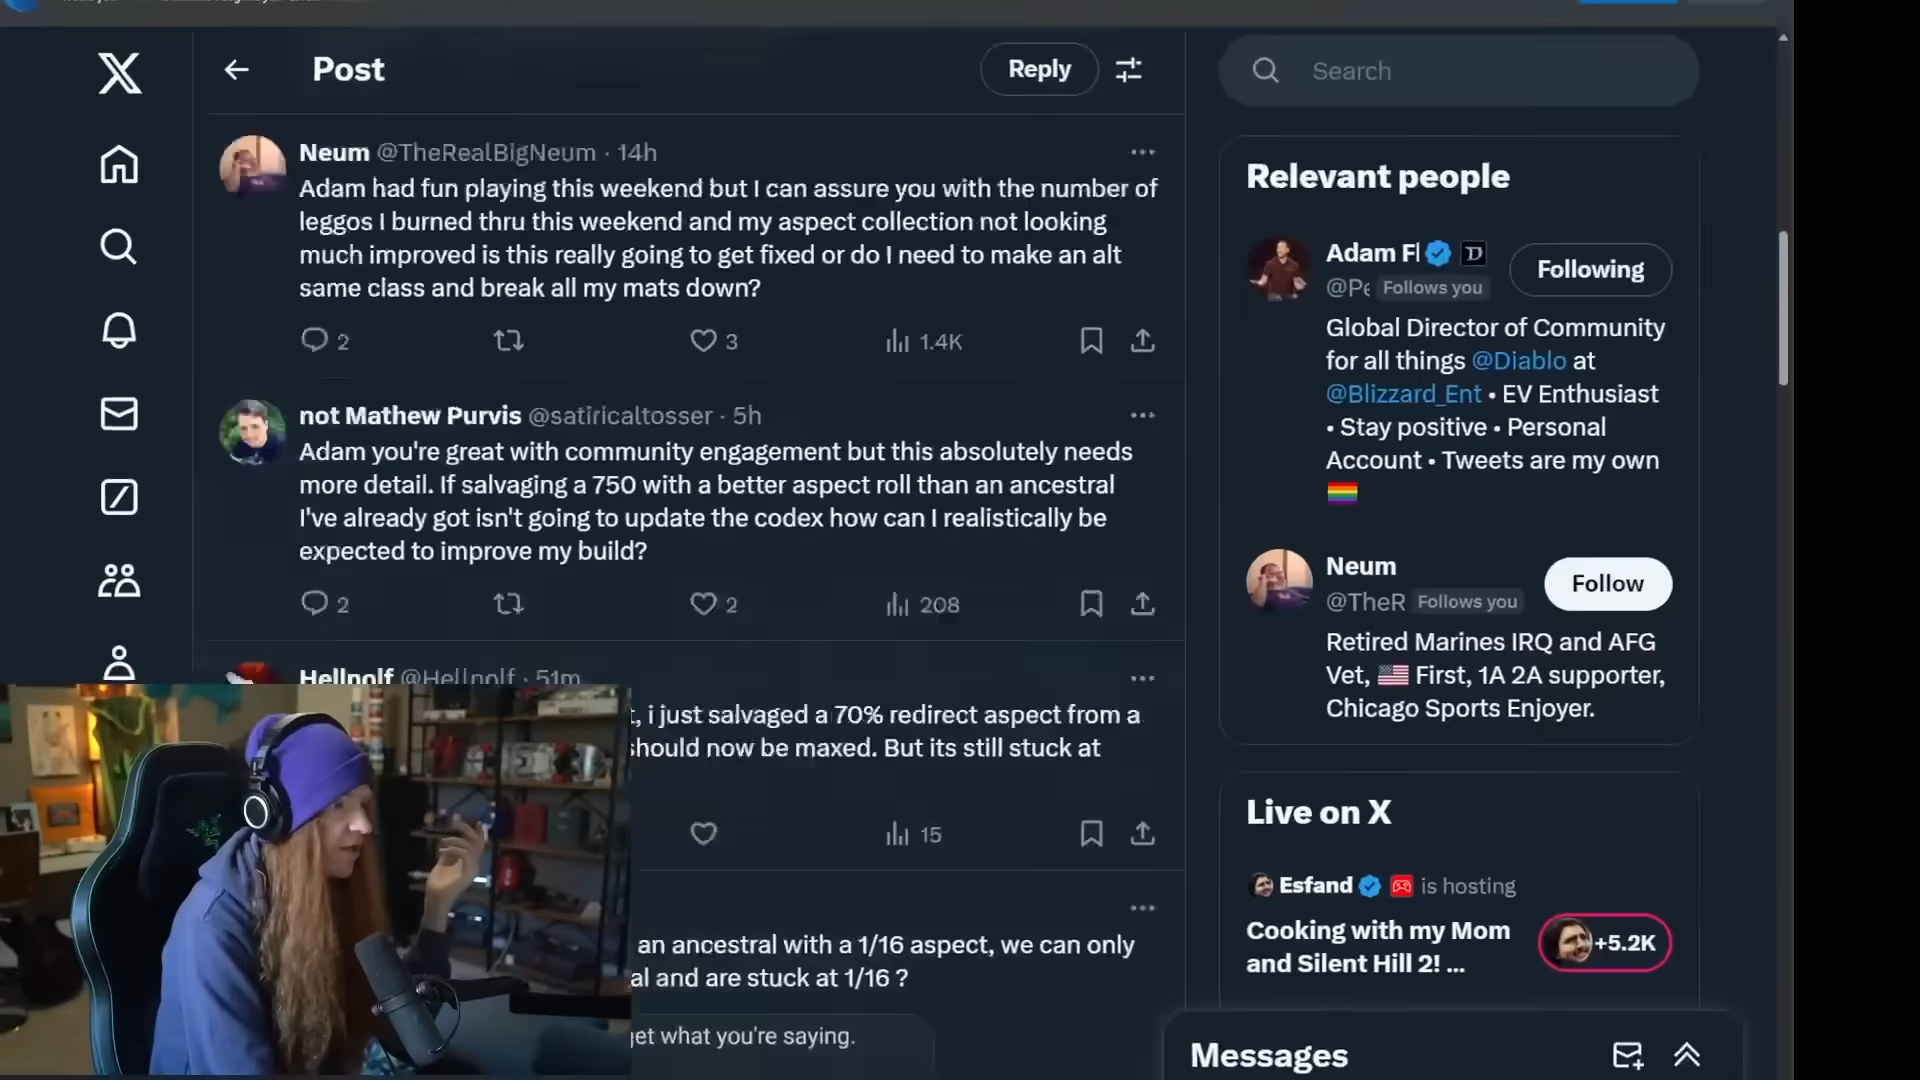 Post
Reply
Search
Neum @TheRealBigNeum · 14h
Adam had fun playing this weekend but I can assure you with the number of
leggos I burned thru this weekend and my aspect collection not looking
much improved is this really going to get fixed or do I need to make an alt
same class and break all my mats down?
2
3
1.4K
not Mathew Purvis @satiricaltosser · 5h
Adam you're great with community engagement but this absolutely needs
more detail. If salvaging a 750 with a better aspect roll than an ancestral
I've already got isn't going to update the codex how can I realistically be
expected to improve my build?
2
2
208
Hellnolf @Hellnolf · 51m
t, i just salvaged a 70% redirect aspect from a
should now be maxed. But its still stuck at
15
an ancestral with a 1/16 aspect, we can only
al and are stuck at 1/16 ?
get what you're saying.
Relevant people
Adam Fl
@Pe Follows you
Following
Global Director of Community
for all things @Diablo at
@Blizzard_Ent • EV Enthusiast
• Stay positive • Personal
Account • Tweets are my own
Neum
@TheR Follows you
Follow
Retired Marines IRQ and AFG
Vet, First, 1A 2A supporter,
Chicago Sports Enjoyer.
Live on X
Esfand is hosting
Cooking with my Mom
and Silent Hill 2! ...
+5.2K
Messages